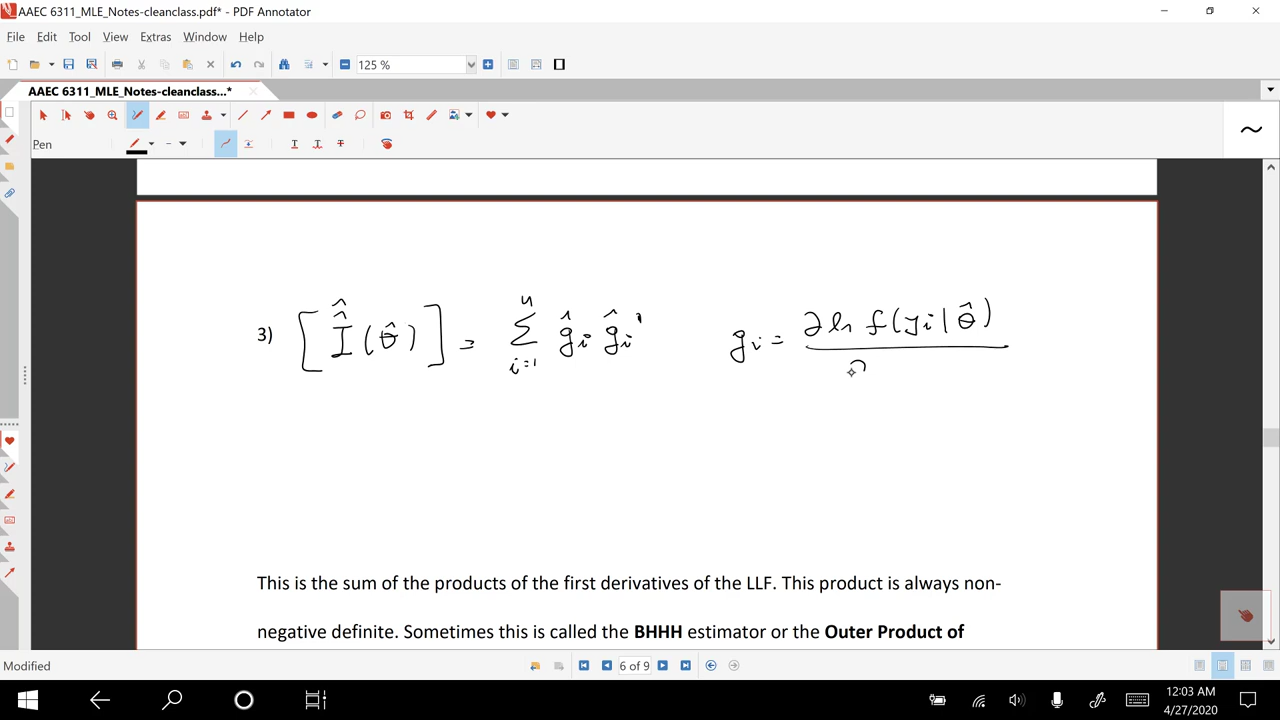 AAEC 6311_MLE_Notes-cleanclass.pdf* - PDF Annotator
File Edit Tool View Extras Window Help
125 %
AAEC 6311_MLE_Notes-cleanclass...*
Pen
3) [ Î̂(θ̂) ] = Σ_{i=1}^{n} ĝi ĝi' gi = ∂ ln f(yi | θ̂) / ∂
This is the sum of the products of the first derivatives of the LLF. This product is always non-
negative definite. Sometimes this is called the BHHH estimator or the Outer Product of
Modified 6 of 9
12:03 AM
4/27/2020